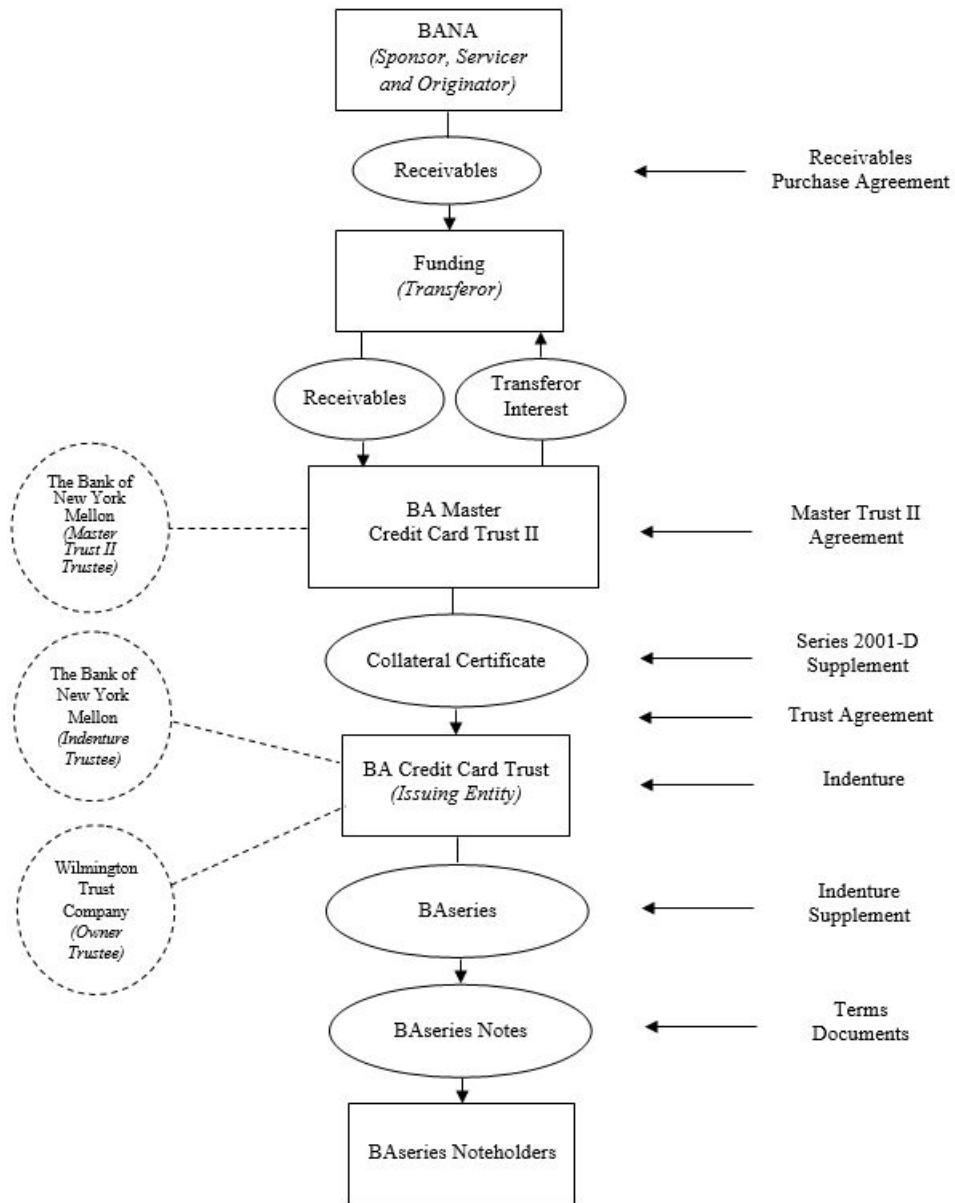 BANA
(Sponsor, Servicer
and Originator)
Receivables
Receivables
Purchase Agreement
Funding
(Transferor)
Receivables
Transferor
Interest
The Bank of
New York
Mellon
(Master
Trust II
Trustee)
BA Master
Credit Card Trust II
Master Trust II
Agreement
Collateral Certificate
Series 2001-D
Supplement
The Bank of
New York
Mellon
(Indenture
Trustee)
Trust Agreement
BA Credit Card Trust
(Issuing Entity)
Indenture
Wilmington
Trust
Company
(Owner
Trustee)
BAseries
Indenture
Supplement
BAseries Notes
Terms
Documents
BAseries Noteholders